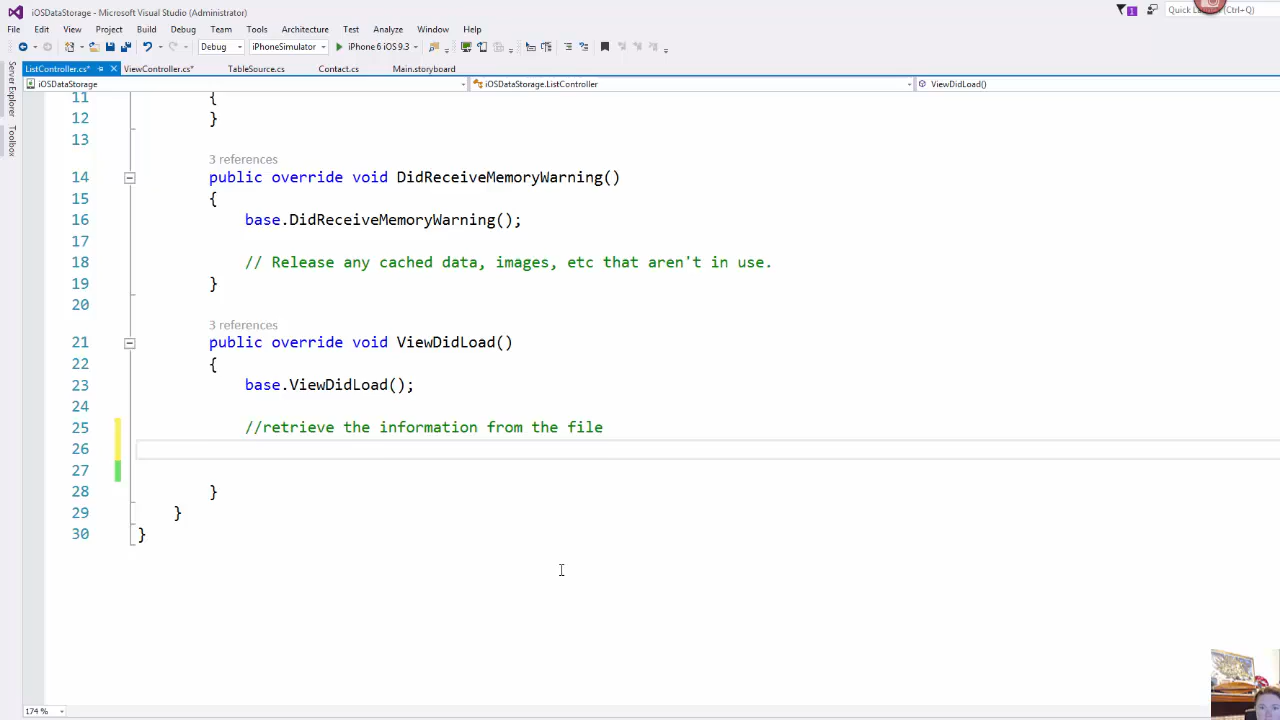 iOSDataStorage - Microsoft Visual Studio (Administrator)
1
File Edit View Project Build Debug Team Tools Architecture Test Analyze Window Help
Debug iPhoneSimulator iPhone 6 iOS 9.3
ListController.cs* ViewController.cs* TableSource.cs Contact.cs Main.storyboard
iOSDataStorage iOSDataStorage.ListController ViewDidLoad()
Server Explorer
Toolbox
11 {
12 }
13
3 references
14 public override void DidReceiveMemoryWarning()
15 {
16 base.DidReceiveMemoryWarning();
17
18 // Release any cached data, images, etc that aren't in use.
19 }
20
3 references
21 public override void ViewDidLoad()
22 {
23 base.ViewDidLoad();
24
25 //retrieve the information from the file
26
27
28 }
29 }
30 }
174 %